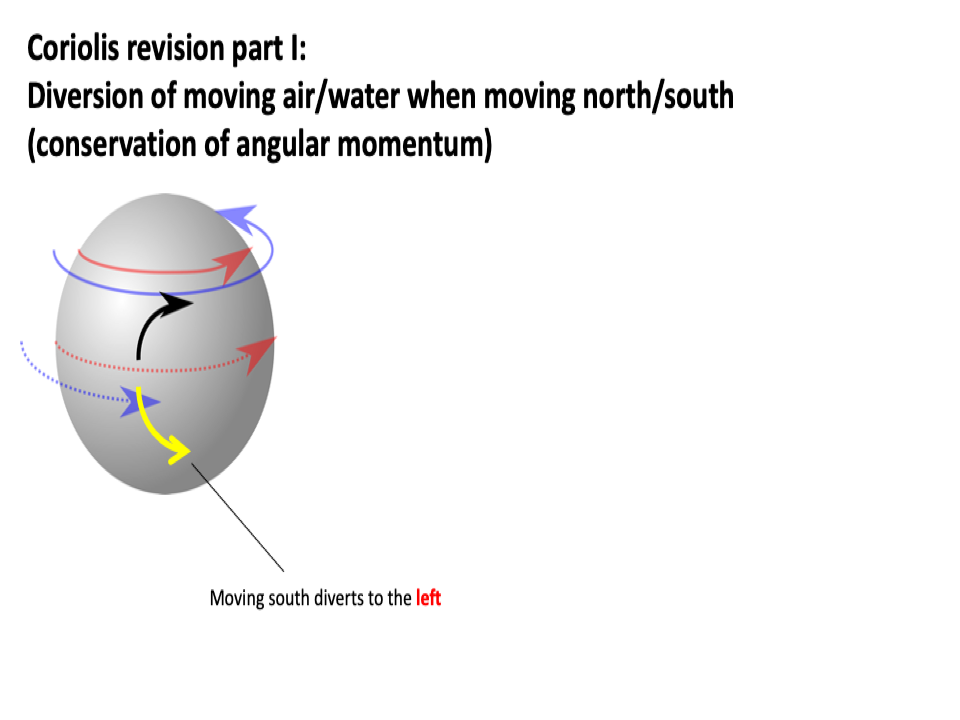 Coriolis revision part I:
Diversion of moving air/water when moving north/south
(conservation of angular momentum)
Moving south diverts to the left